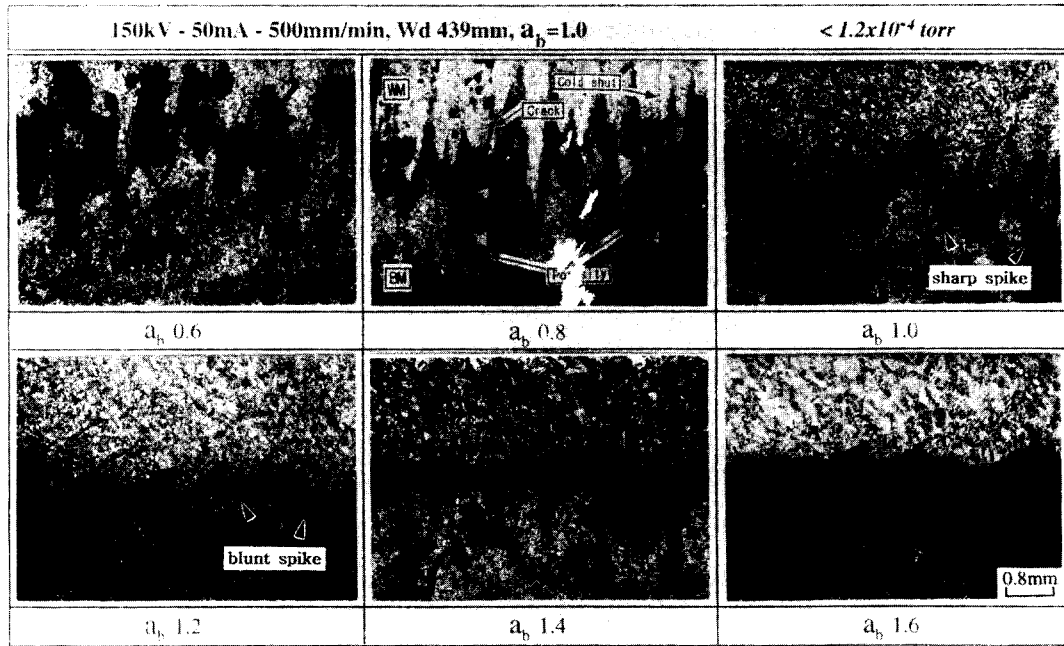 150kV - 50mA - 500mm/min, Wd 439mm, a_b=1.0
< 1.2x10⁻⁴ torr
WM
Cold shut
Crack
BM
sharp spike
a_b 0.6
a_b 0.8
a_b 1.0
blunt spike
0.8mm
a_b 1.2
a_b 1.4
a_b 1.6